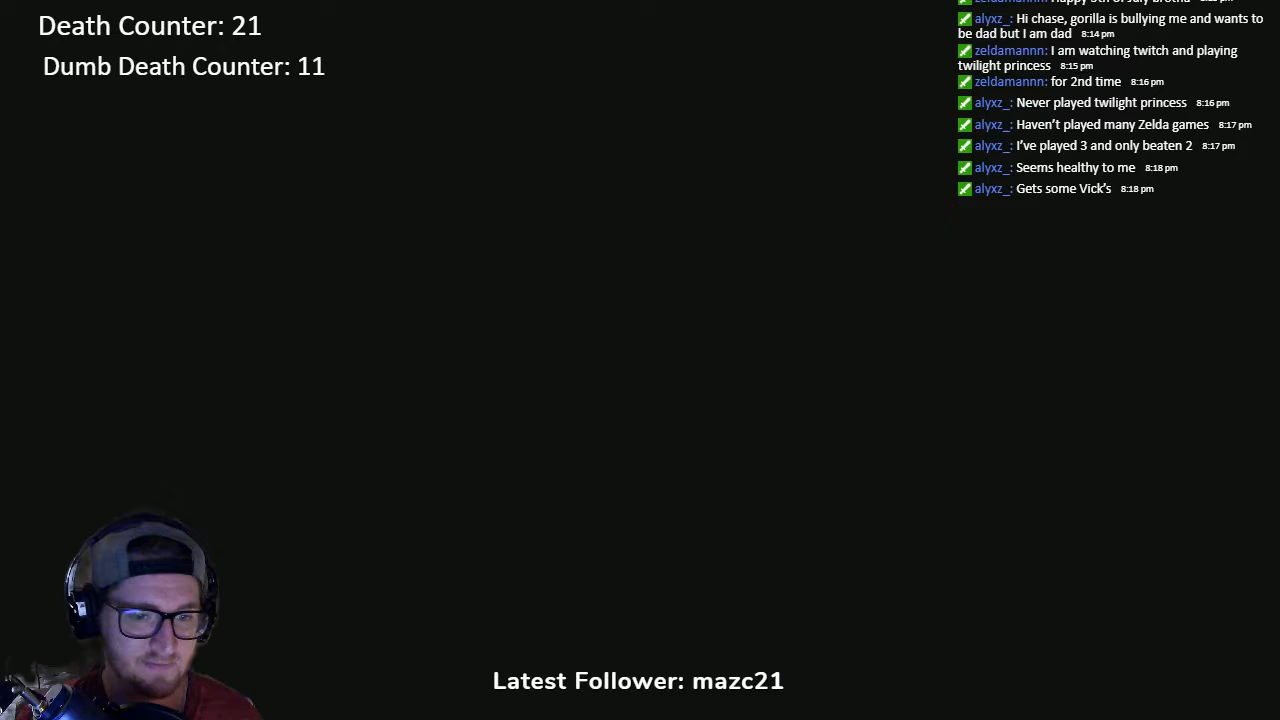 Death Counter: 21
Dumb Death Counter: 11
alyxz_: Hi chase, gorilla is bullying me and wants to
be dad but I am dad 8:14 pm
zeldamannn: I am watching twitch and playing
twilight princess 8:15 pm
zeldamannn: for 2nd time 8:16 pm
alyxz_: Never played twilight princess 8:16 pm
alyxz_: Haven't played many Zelda games 8:17 pm
alyxz_: I've played 3 and only beaten 2 8:17 pm
alyxz_: Seems healthy to me 8:18 pm
alyxz_: Gets some Vick's 8:18 pm
Latest Follower: mazc21